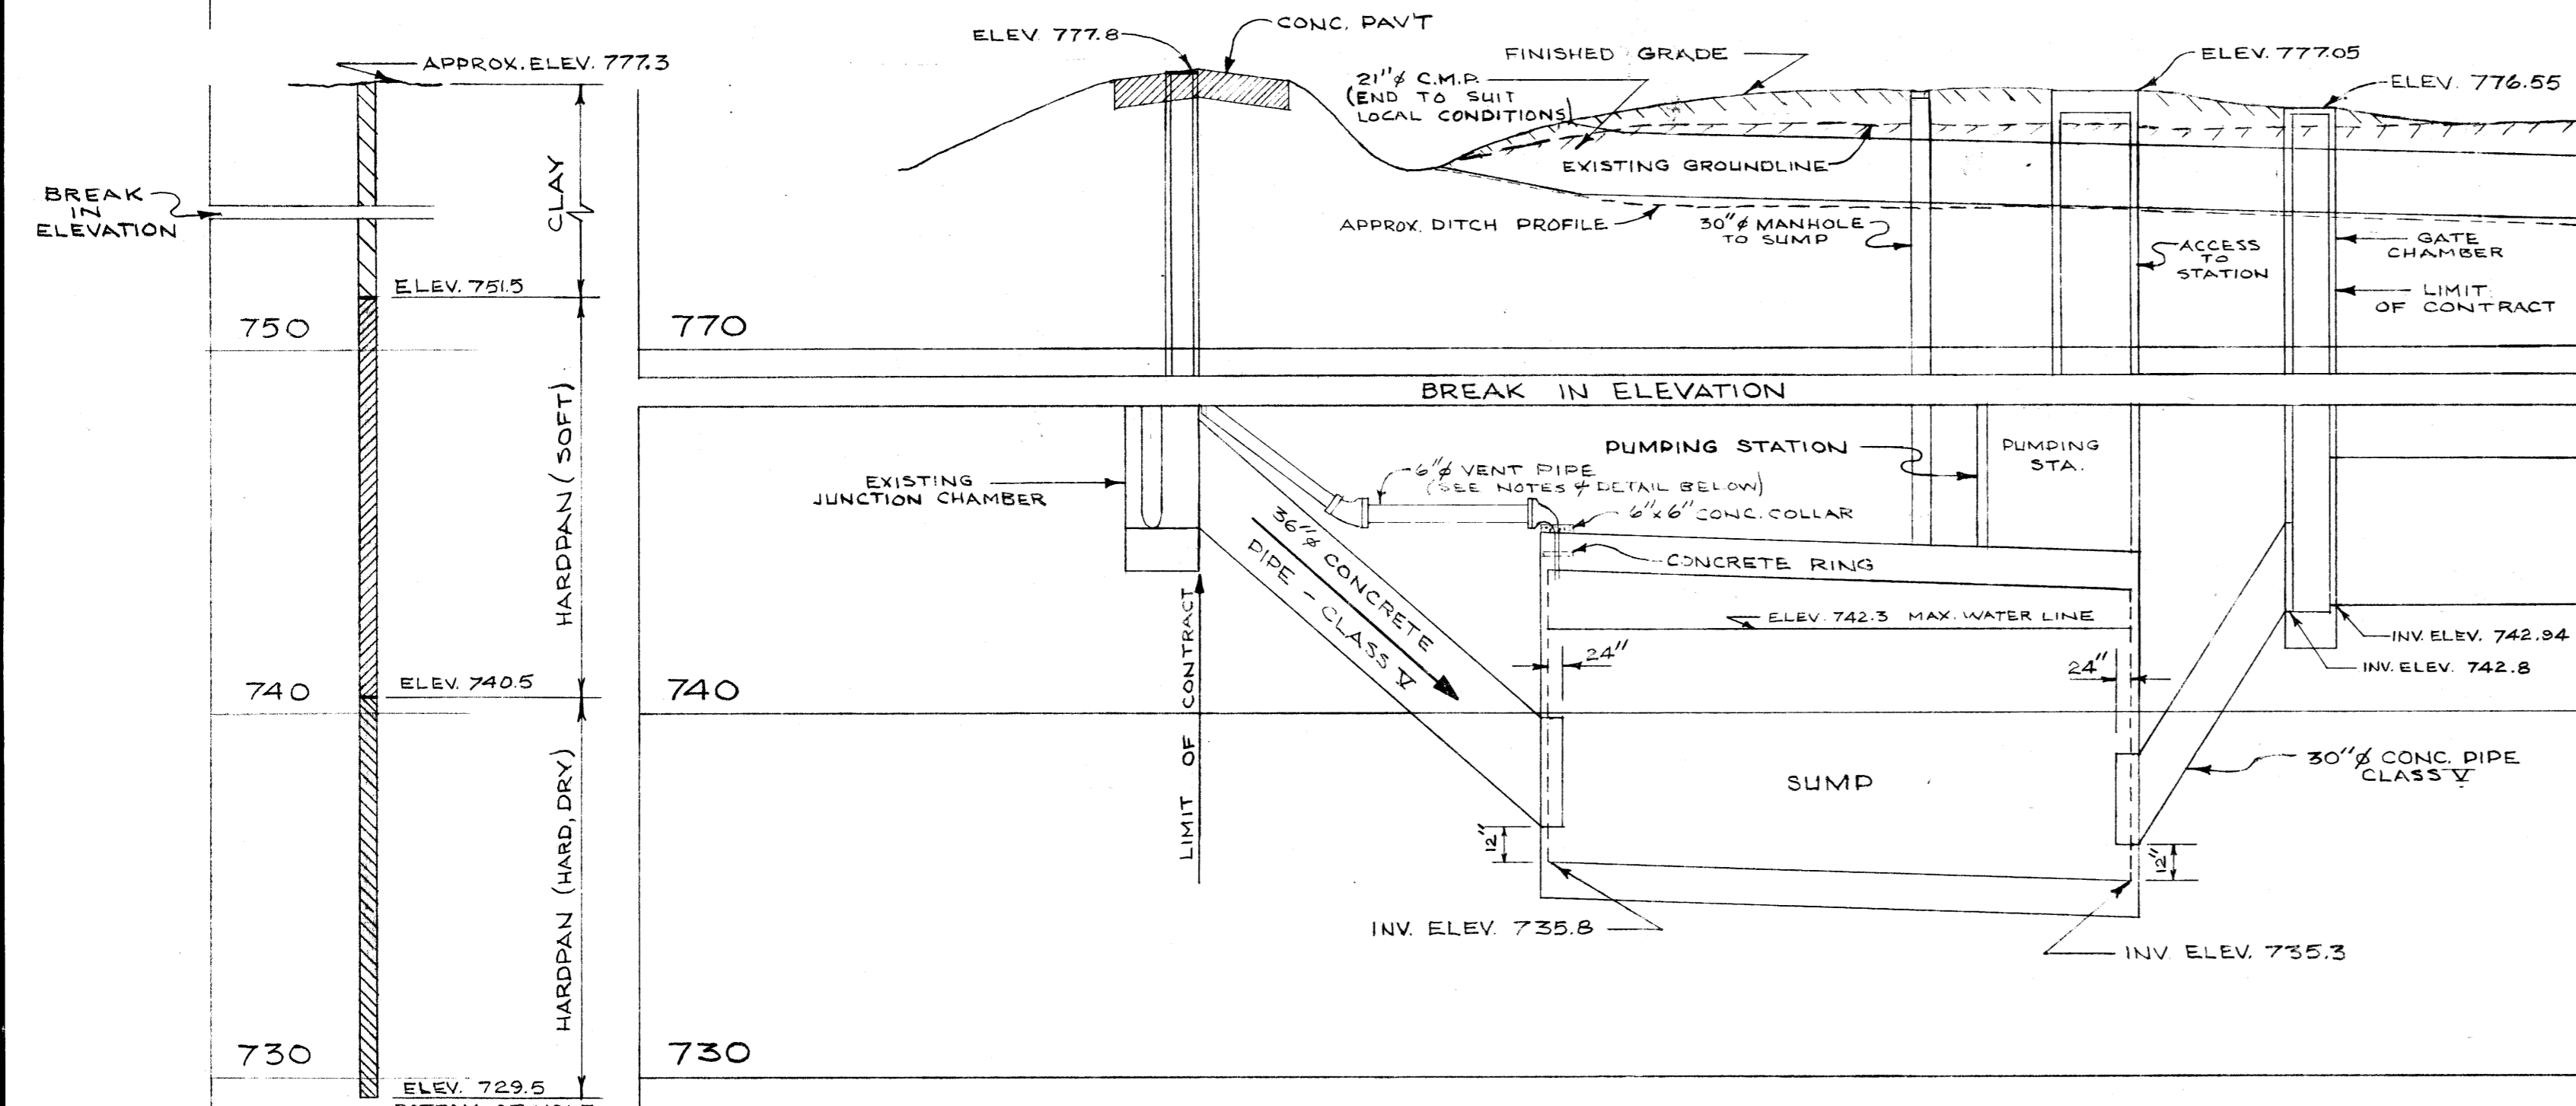 APPROX. ELEV. 777.3
BREAK
IN
ELEVATION
CLAY
ELEV. 751.5
750
HARDPAN (SOFT)
ELEV. 740.5
740
HARDPAN (HARD, DRY)
730
ELEV. 729.5
ELEV. 777.8
CONC. PAV'T
FINISHED GRADE
21"⌀ C.M.P.
(END TO SUIT
LOCAL CONDITIONS)
ELEV. 777.05
ELEV. 776.55
EXISTING GROUNDLINE
APPROX. DITCH PROFILE
30"⌀ MANHOLE
TO SUMP
ACCESS
TO
STATION
GATE
CHAMBER
LIMIT
OF CONTRACT
770
BREAK IN ELEVATION
EXISTING
JUNCTION CHAMBER
6"⌀ VENT PIPE
(SEE NOTES & DETAIL BELOW)
PUMPING STATION
PUMPING
STA.
6"x6" CONC. COLLAR
CONCRETE RING
36"⌀ CONCRETE
PIPE - CLASS V
ELEV. 742.3 MAX. WATER LINE
24"
24"
INV. ELEV. 742.94
INV. ELEV. 742.8
740
LIMIT OF CONTRACT
SUMP
30"⌀ CONC. PIPE
CLASS V
12"
12"
INV. ELEV. 735.8
INV. ELEV. 735.3
730